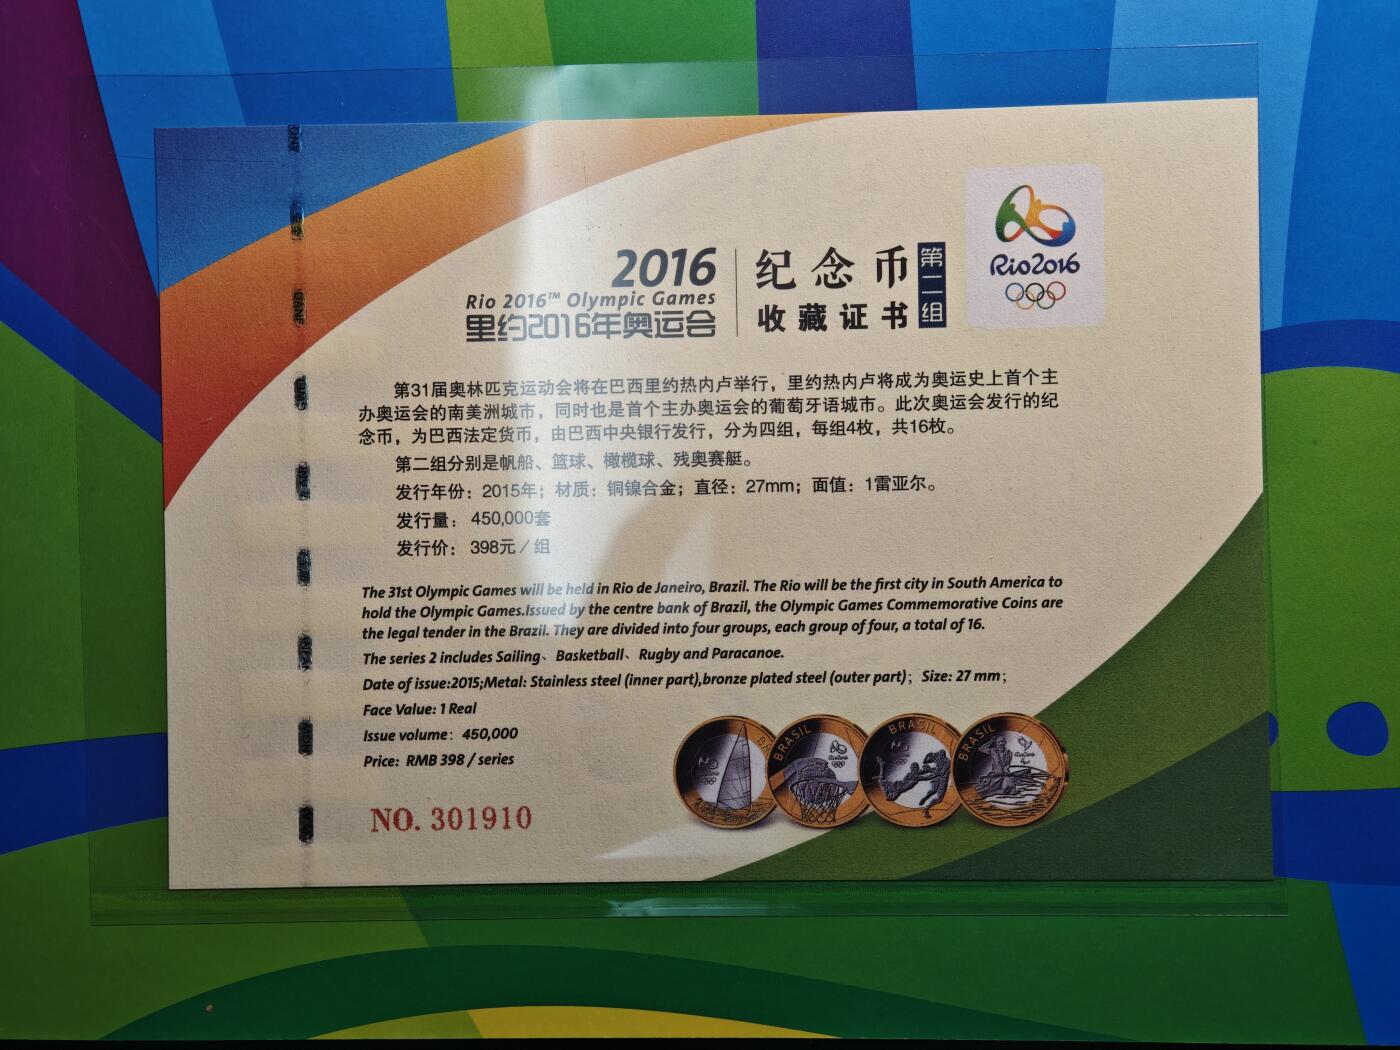 2016
Rio 2016™ Olympic Games
里约2016年奥运会
纪念币
收藏证书
第二组
Rio2016
第31届奥林匹克运动会将在巴西里约热内卢举行，里约热内卢将成为奥运史上首个主
办奥运会的南美洲城市，同时也是首个主办奥运会的葡萄牙语城市。此次奥运会发行的纪
念币，为巴西法定货币，由巴西中央银行发行，分为四组，每组4枚，共16枚。
第二组分别是帆船、篮球、橄榄球、残奥赛艇。
发行年份：2015年；材质：铜镍合金；直径：27mm；面值：1雷亚尔。
发行量：450,000套
发行价：398元／组
The 31st Olympic Games will be held in Rio de Janeiro, Brazil. The Rio will be the first city in South America to
hold the Olympic Games.Issued by the centre bank of Brazil, the Olympic Games Commemorative Coins are
the legal tender in the Brazil. They are divided into four groups, each group of four, a total of 16.
The series 2 includes Sailing、Basketball、Rugby and Paracanoe.
Date of issue:2015;Metal: Stainless steel (inner part),bronze plated steel (outer part)；Size: 27 mm；
Face Value: 1 Real
Issue volume：450,000
Price: RMB 398 / series
BRASIL
BRASIL
BRASIL
NO. 301910